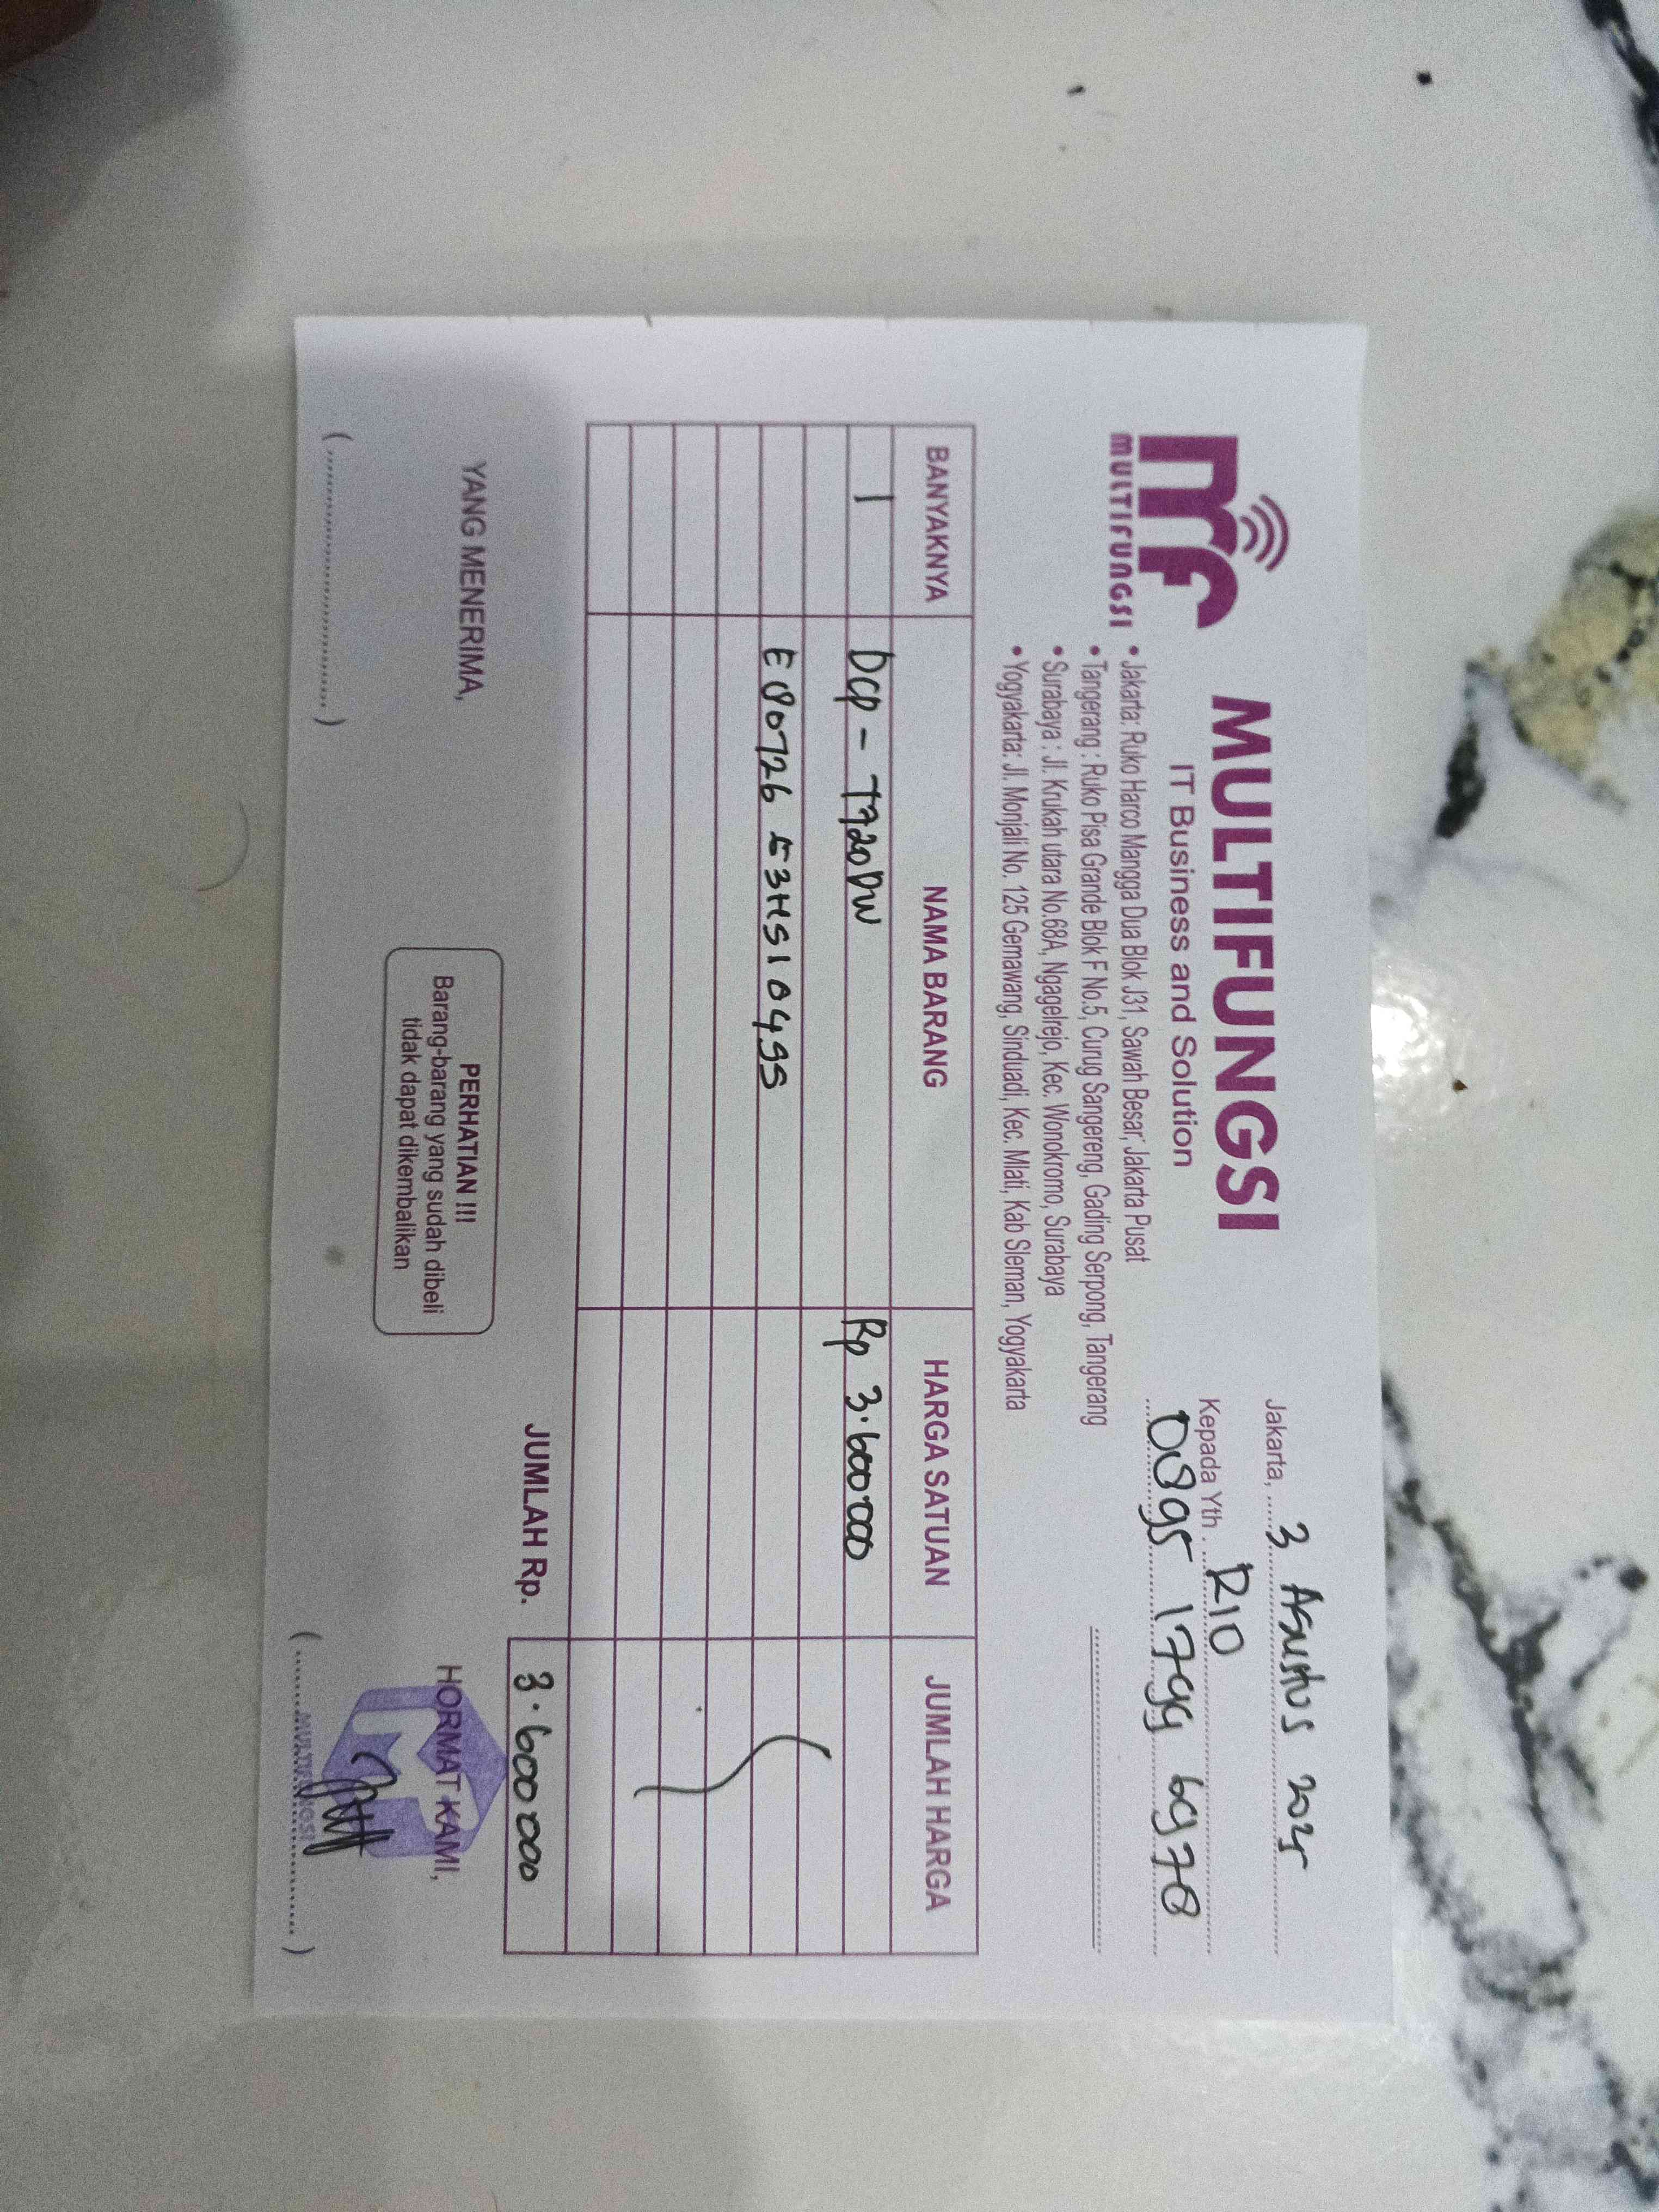 MULTIFUNGSI
MULTIFUNGSI
IT Business and Solution
• Jakarta: Ruko Harco Mangga Dua Blok J31, Sawah Besar, Jakarta Pusat
• Tangerang : Ruko Pisa Grande Blok F No.5, Curug Sangereng, Gading Serpong, Tangerang
• Surabaya : Jl. Krukah utara No.68A, Ngagelrejo, Kec. Wonokromo, Surabaya
• Yogyakarta: Jl. Monjali No. 125 Gemawang, Sinduadi, Kec. Mlati, Kab Sleman, Yogyakarta
Jakarta, 3 Agustus 2025
Kepada Yth. RIO
0895 1799 6978
BANYAKNYA NAMA BARANG HARGA SATUAN JUMLAH HARGA
1 DCP - T720DW Rp 3.600.000
E80726 E3H510495
JUMLAH Rp. 3.600 000
YANG MENERIMA,
PERHATIAN !!!
Barang-barang yang sudah dibeli
tidak dapat dikembalikan
HORMAT KAMI,
MULTIFUNGSI